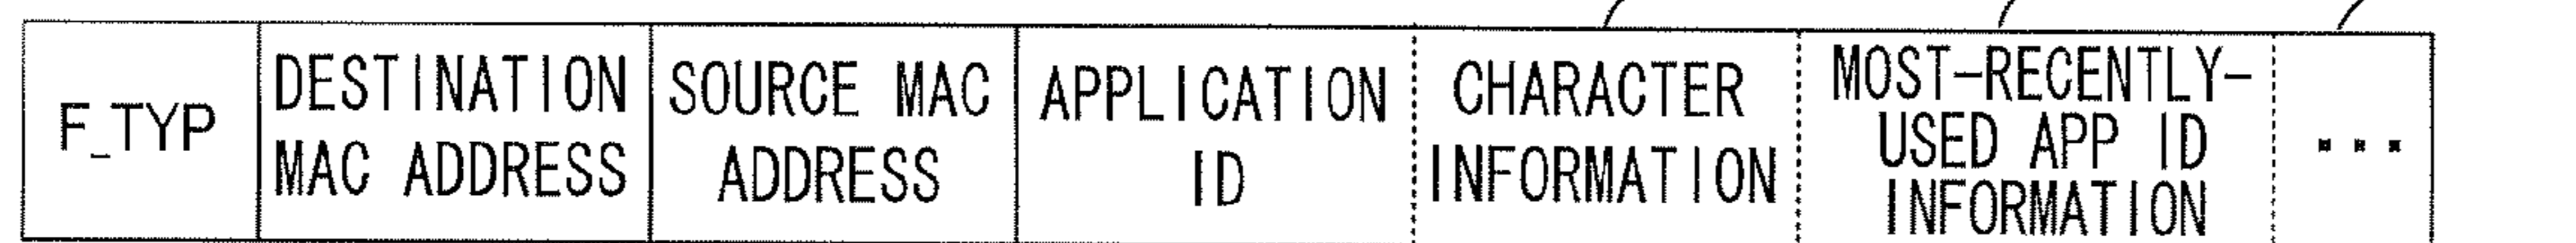 F_TYP
DESTINATION
MAC ADDRESS
SOURCE MAC
ADDRESS
APPLICATION
ID
CHARACTER
INFORMATION
MOST-RECENTLY-
USED APP ID
INFORMATION
...